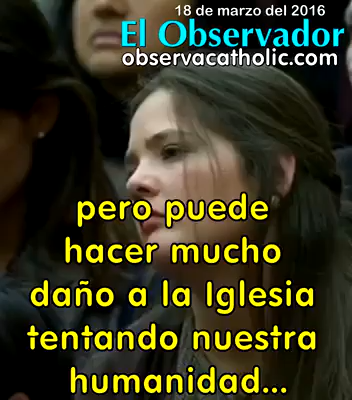 18 de marzo del 2016
El Observador
observacatholic.com
pero puede
hacer mucho
daño a la Iglesia
tentando nuestra
humanidad...